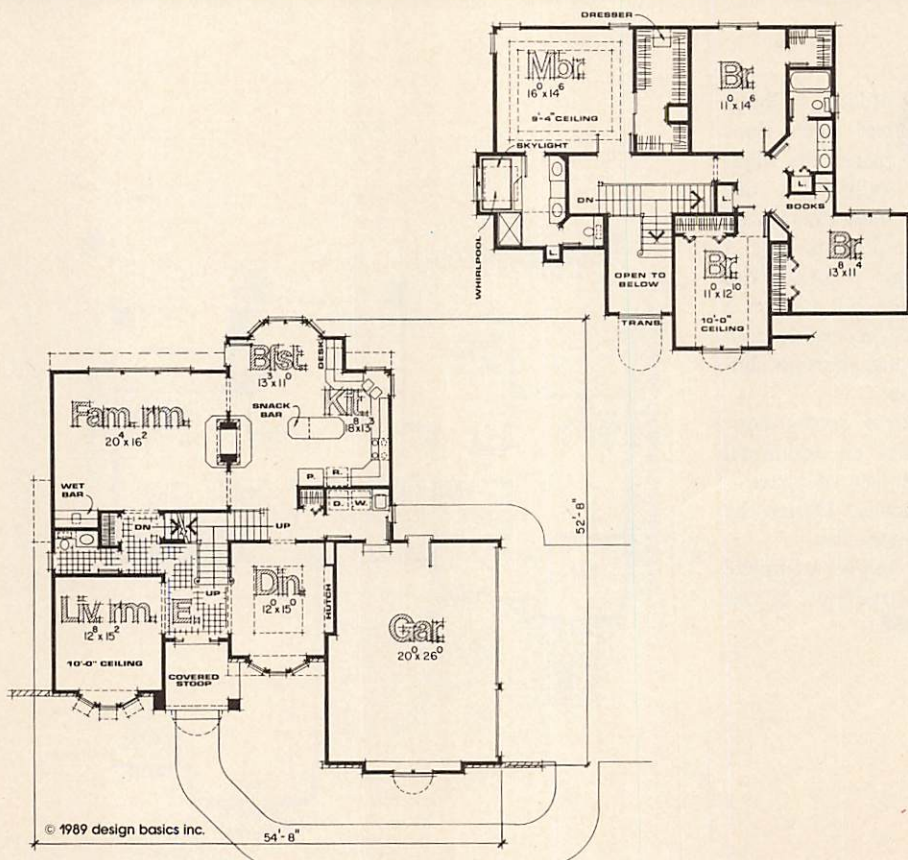 DRESSER
Mbr.
16⁰ x 14⁶
9'-4" CEILING
Br.
11⁰ x 14⁶
SKYLIGHT
DN
L.
L.
BOOKS
WHIRLPOOL
L.
OPEN TO
BELOW
Br.
11⁰ x 12¹⁰
10'-0"
CEILING
Br.
13⁸ x 11⁴
TRANS.
Bfst.
13³ x 11⁰
DESK
SNACK
BAR
Kit.
18⁸ x 13³
Fam. rm.
20⁴ x 16²
P.
R.
WET
BAR
D.
W.
DN
UP
52'-8"
UP
Liv. rm.
12⁸ x 15²
10'-0" CEILING
E.
Din.
12⁰ x 15⁰
HUTCH
Gar.
20⁰ x 26⁰
COVERED
STOOP
© 1989 design basics inc.
54'-8"